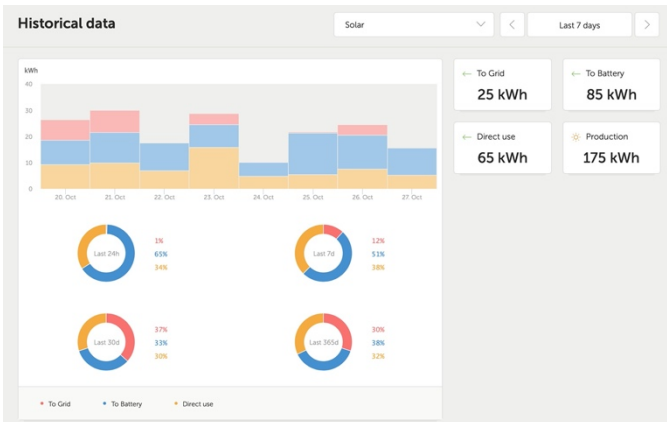 Historical data
Solar
Last 7 days
kWh
40
30
20
10
0
20. Oct 21. Oct 22. Oct 23. Oct 24. Oct 25. Oct 26. Oct 27. Oct
To Grid
25 kWh
To Battery
85 kWh
Direct use
65 kWh
Production
175 kWh
Last 24h
1%
65%
34%
Last 7d
12%
51%
38%
Last 30d
37%
33%
30%
Last 365d
30%
38%
32%
To Grid To Battery Direct use